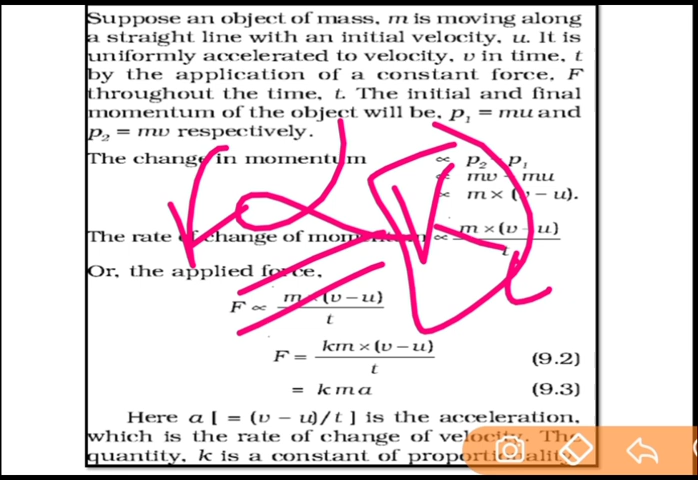 Suppose an object of mass, m is moving along
a straight line with an initial velocity, u. It is
uniformly accelerated to velocity, v in time, t
by the application of a constant force, F
throughout the time, t. The initial and final
momentum of the object will be, p₁ = mu and
p₂ = mv respectively.
The change in momentum ∝ p₂ - p₁
∝ mv - mu
∝ m × (v - u).
The rate of change of momentum ∝ m × (v - u) / t
Or, the applied force,
F ∝ m × (v - u) / t
F = km × (v - u) / t (9.2)
= k m a (9.3)
Here a [ = (v - u)/t ] is the acceleration,
which is the rate of change of velocity. The
quantity, k is a constant of proportionality